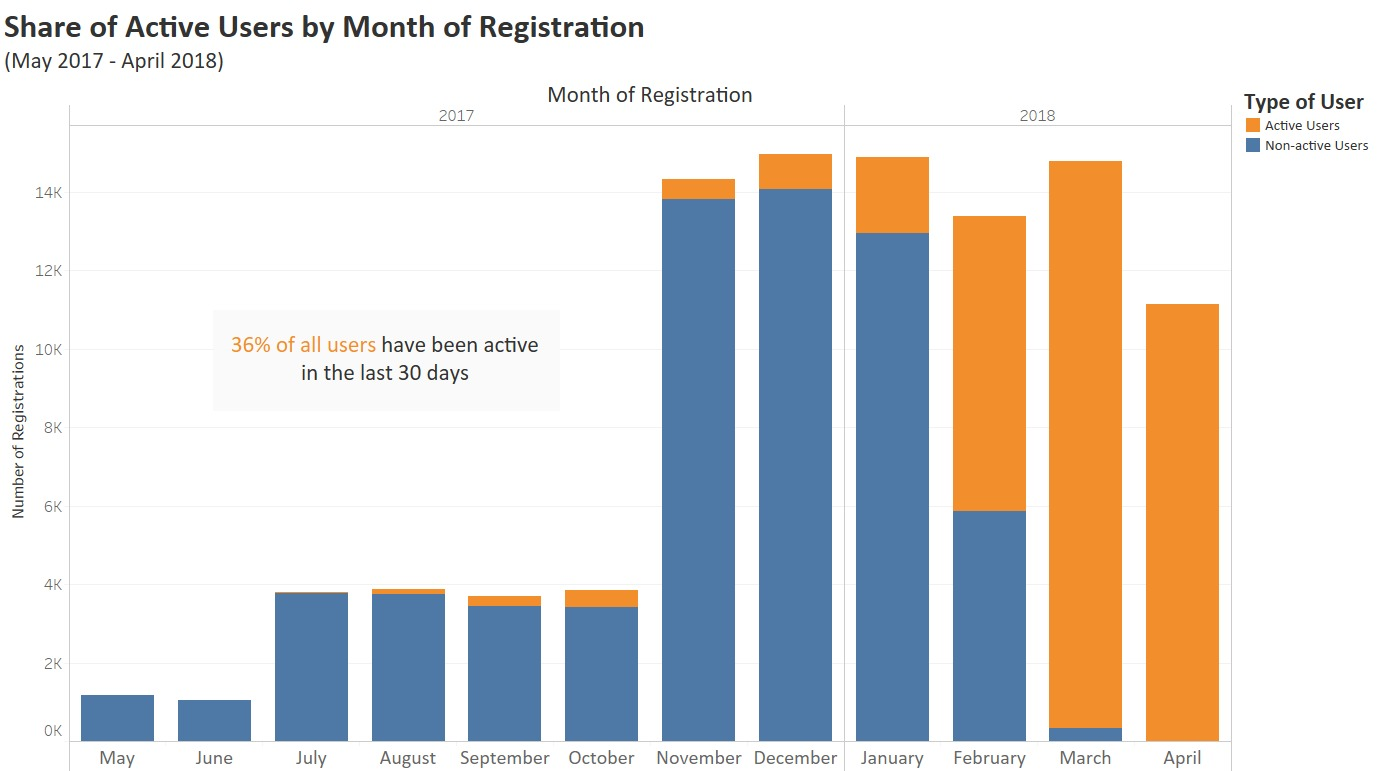 Share of Active Users by Month of Registration
(May 2017 - April 2018)
Month of Registration
2017
2018
Type of User
Active Users
Non-active Users
14K
12K
10K
8K
6K
4K
2K
0K
Number of Registrations
36% of all users have been active
in the last 30 days
May June July August September October November December January February March April